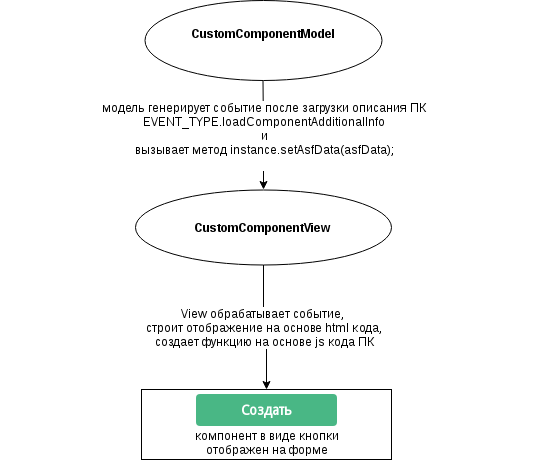 CustomComponentModel
модель генерирует событие после загрузки описания ПК
EVENT_TYPE.loadComponentAdditionalInfo
и
вызывает метод instance.setAsfData(asfData);
CustomComponentView
View обрабатывает событие,
строит отображение на основе html кода,
создает функцию на основе js кода ПК
Создать
компонент в виде кнопки
отображен на форме